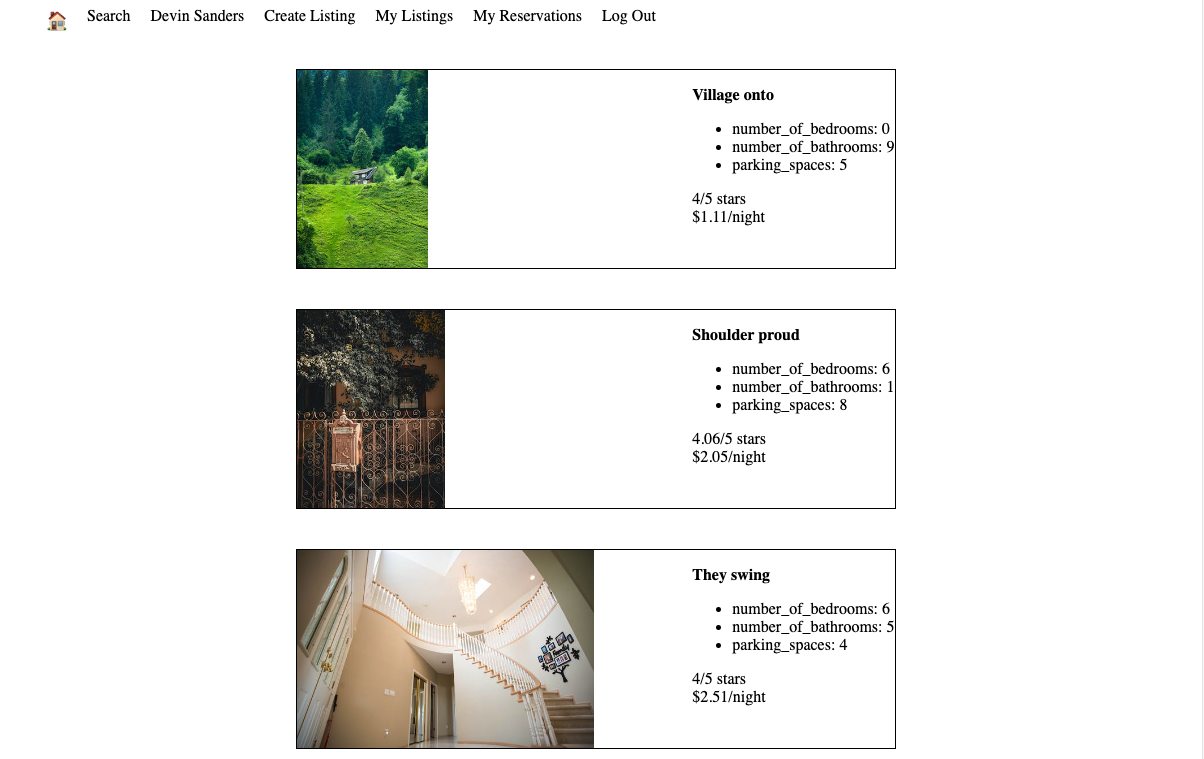 Search Devin Sanders Create Listing My Listings My Reservations Log Out
Village onto
number_of_bedrooms: 0
number_of_bathrooms: 9
parking_spaces: 5
4/5 stars
$1.11/night
Shoulder proud
number_of_bedrooms: 6
number_of_bathrooms: 1
parking_spaces: 8
4.06/5 stars
$2.05/night
They swing
number_of_bedrooms: 6
number_of_bathrooms: 5
parking_spaces: 4
4/5 stars
$2.51/night